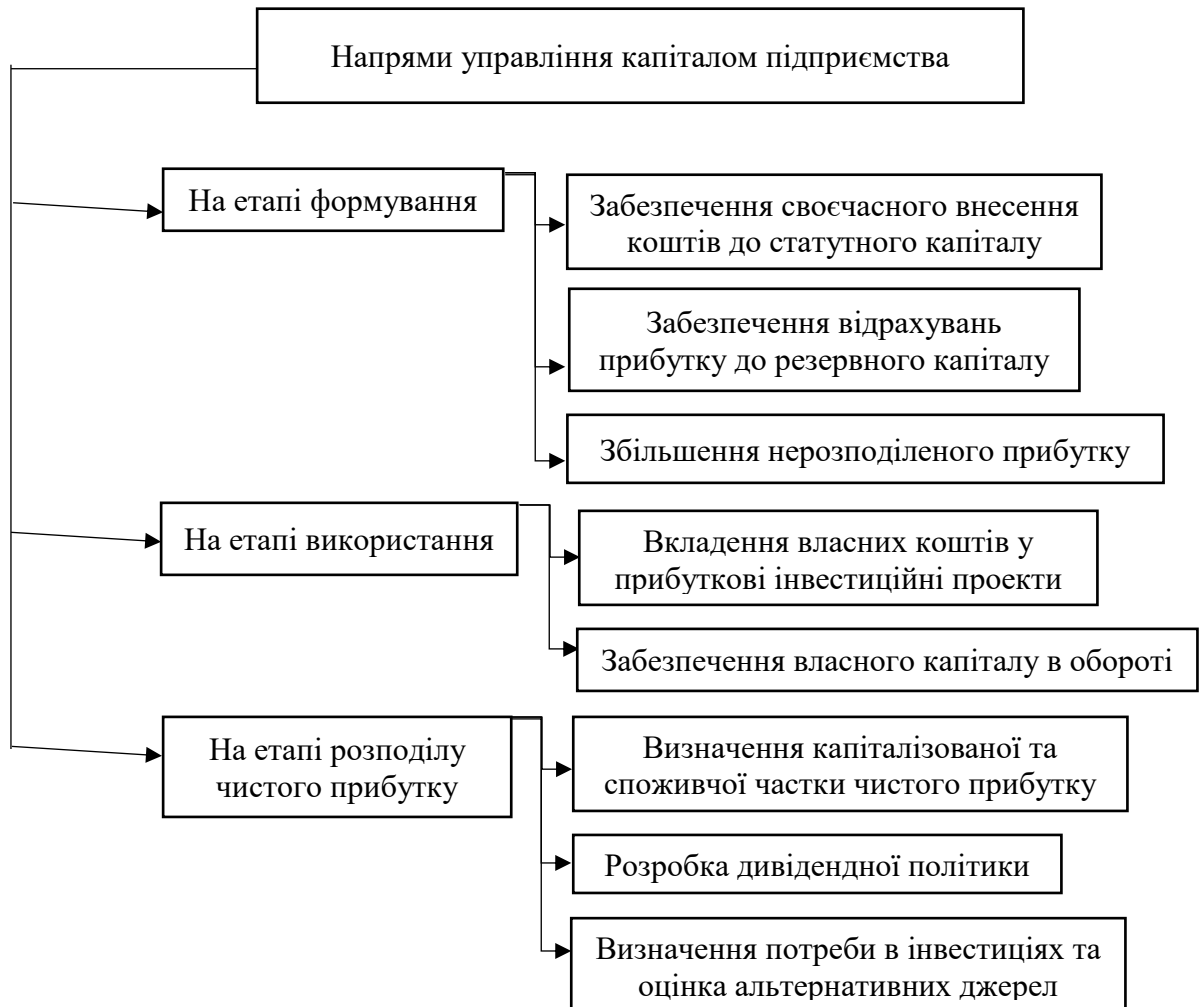 Напрями управління капіталом підприємства
На етапі формування
Забезпечення своєчасного внесення
коштів до статутного капіталу
Забезпечення відрахувань
прибутку до резервного капіталу
Збільшення нерозподіленого прибутку
На етапі використання
Вкладення власних коштів у
прибуткові інвестиційні проекти
Забезпечення власного капіталу в обороті
На етапі розподілу
чистого прибутку
Визначення капіталізованої та
споживчої частки чистого прибутку
Розробка дивідендної політики
Визначення потреби в інвестиціях та
оцінка альтернативних джерел